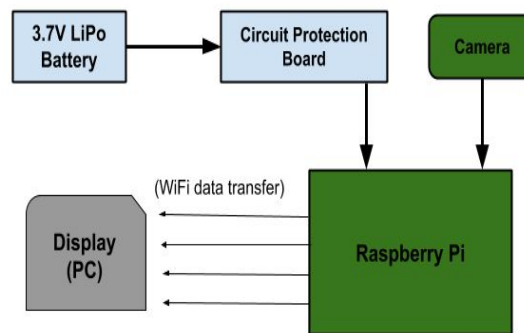 3.7V LiPo
Battery
Circuit Protection
Board
Camera
(WiFi data transfer)
Display
(PC)
Raspberry Pi